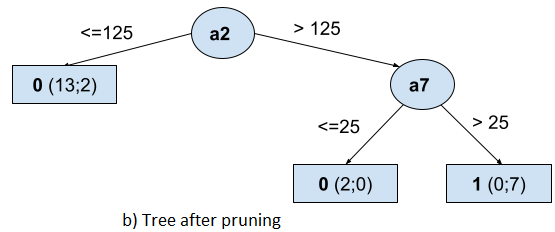 a2
<=125
> 125
0 (13;2)
a7
<=25
> 25
0 (2;0)
1 (0;7)
b) Tree after pruning